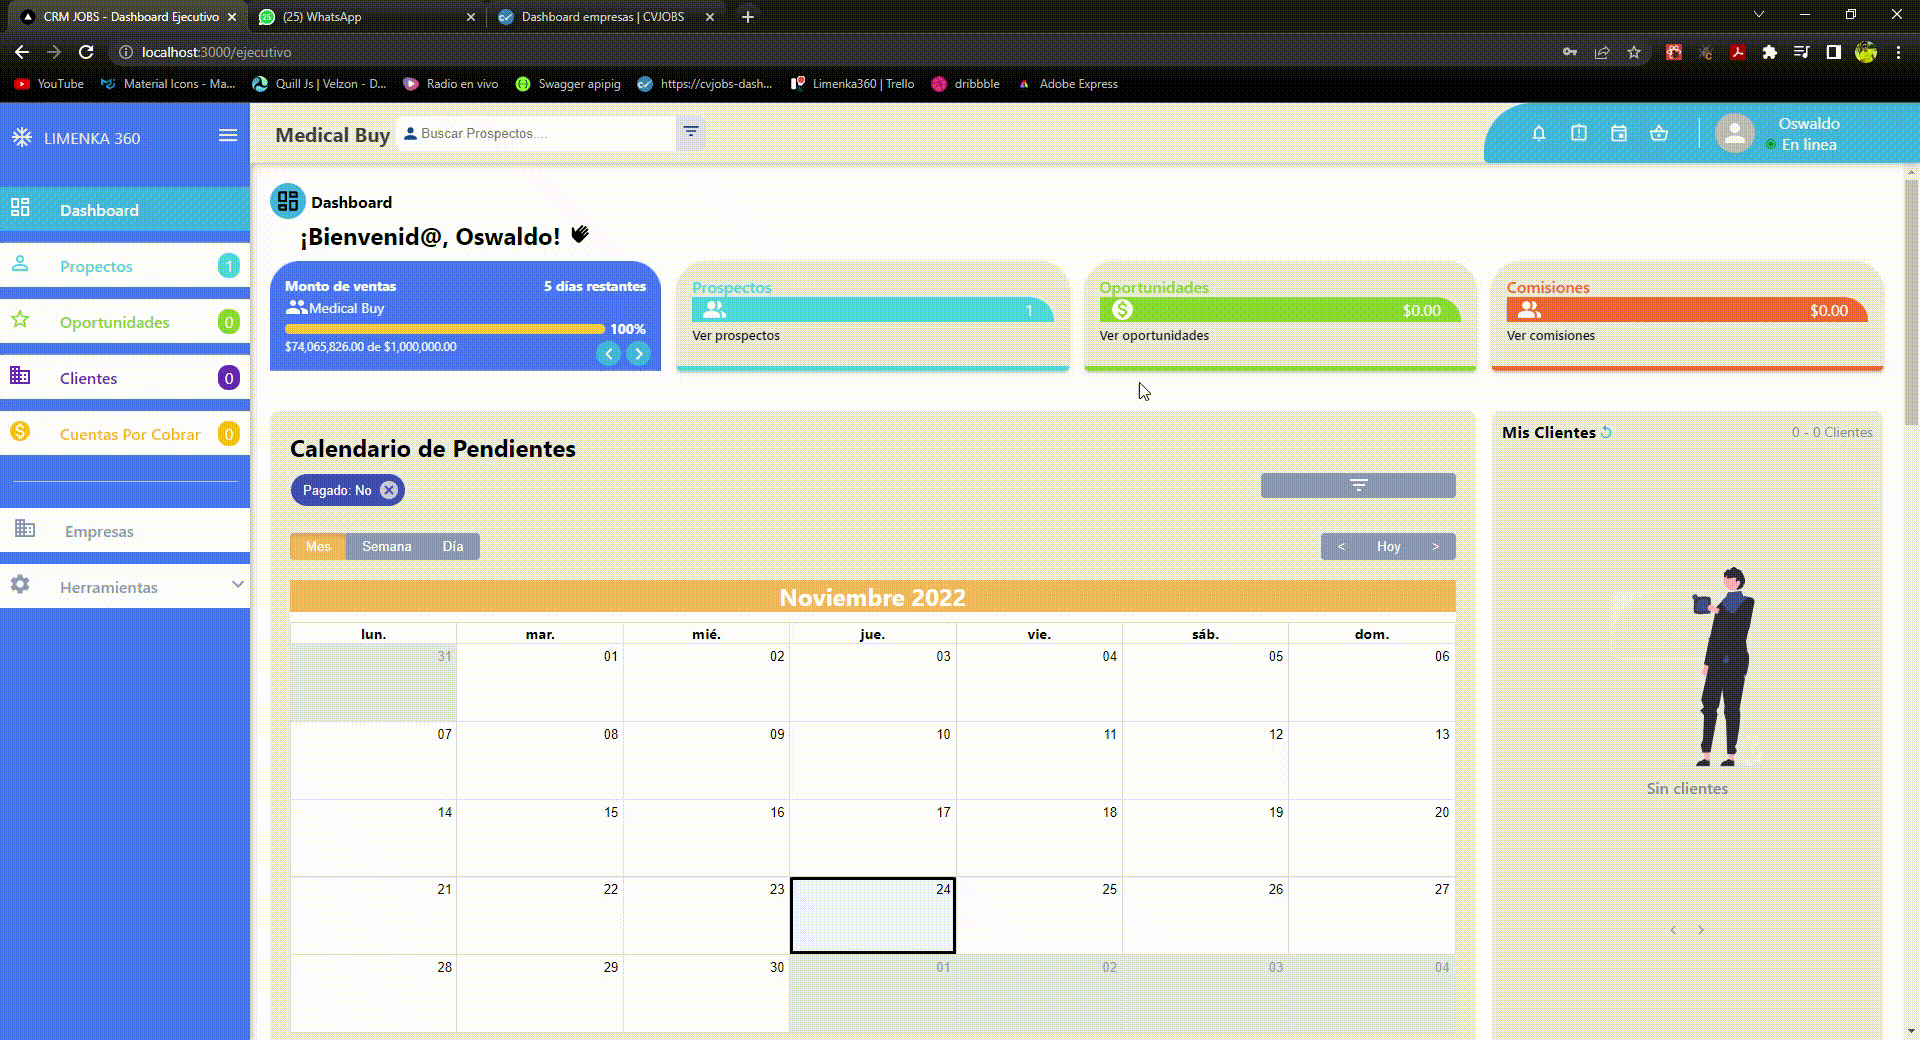 CRM JOBS - Dashboard Ejecutivo
(25) WhatsApp
Dashboard empresas | CVJOBS
localhost:3000/ejecutivo
YouTube
Material Icons - Ma...
Quill Js | Velzon - D...
Radio en vivo
Swagger apipig
https://cvjobs-dash...
Limenka360 | Trello
dribbble
Adobe Express
LIMENKA 360
Medical Buy
Buscar Prospectos....
Oswaldo
En linea
Dashboard
Propectos 1
Oportunidades 0
Clientes 0
Cuentas Por Cobrar 0
Empresas
Herramientas
Dashboard
¡Bienvenid@, Oswaldo!
Monto de ventas 5 días restantes
Medical Buy
100%
$74,065,826.00 de $1,000,000.00
Prospectos
1
Ver prospectos
Oportunidades
$0.00
Ver oportunidades
Comisiones
$0.00
Ver comisiones
Calendario de Pendientes
Pagado: No
Mes Semana Día
< Hoy >
Noviembre 2022
lun. mar. mié. jue. vie. sáb. dom.
31 01 02 03 04 05 06
07 08 09 10 11 12 13
14 15 16 17 18 19 20
21 22 23 24 25 26 27
28 29 30 01 02 03 04
Mis Clientes 0 - 0 Clientes
Sin clientes